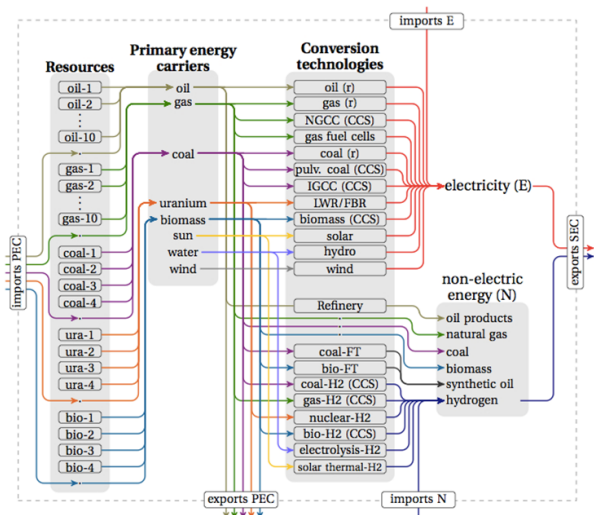 imports E
Primary energy
carriers
Conversion
technologies
Resources
oil-1
oil-2
oil-10
gas-1
gas-2
gas-10
coal-1
coal-2
coal-3
coal-4
ura-1
ura-2
ura-3
ura-4
bio-1
bio-2
bio-3
bio-4
imports PEC
oil
gas
coal
uranium
biomass
sun
water
wind
oil (r)
gas (r)
NGCC (CCS)
gas fuel cells
coal (r)
pulv. coal (CCS)
IGCC (CCS)
LWR/FBR
biomass (CCS)
solar
hydro
wind
Refinery
coal-FT
bio-FT
coal-H2 (CCS)
gas-H2 (CCS)
nuclear-H2
bio-H2 (CCS)
electrolysis-H2
solar thermal-H2
electricity (E)
non-electric
energy (N)
oil products
natural gas
coal
biomass
synthetic oil
hydrogen
exports SEC
exports PEC
imports N